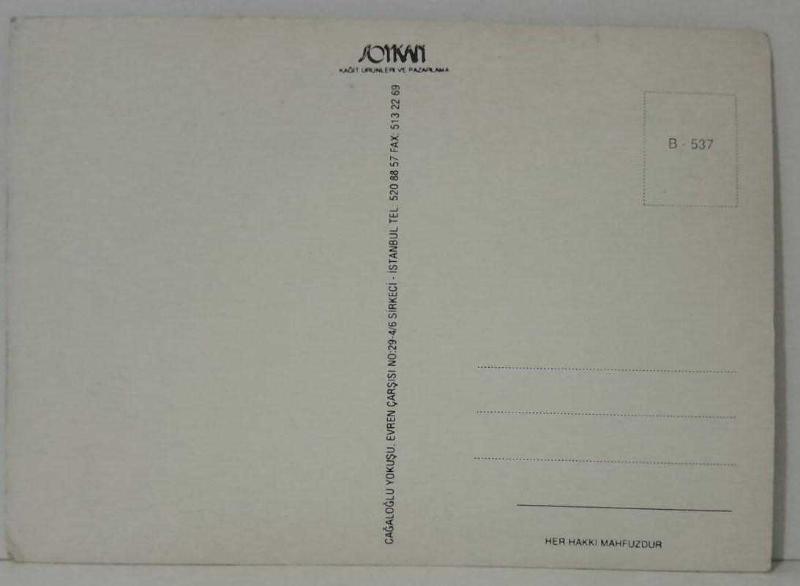 SOYKAN
KAĞIT ÜRÜNLERİ VE PAZARLAMA
B - 537
CAĞALOĞLU YOKUŞU. EVREN ÇARŞISI NO:29-4/6 SİRKECİ - İSTANBUL TEL. 520 88 57 FAX: 513 22 69
HER HAKKI MAHFUZDUR